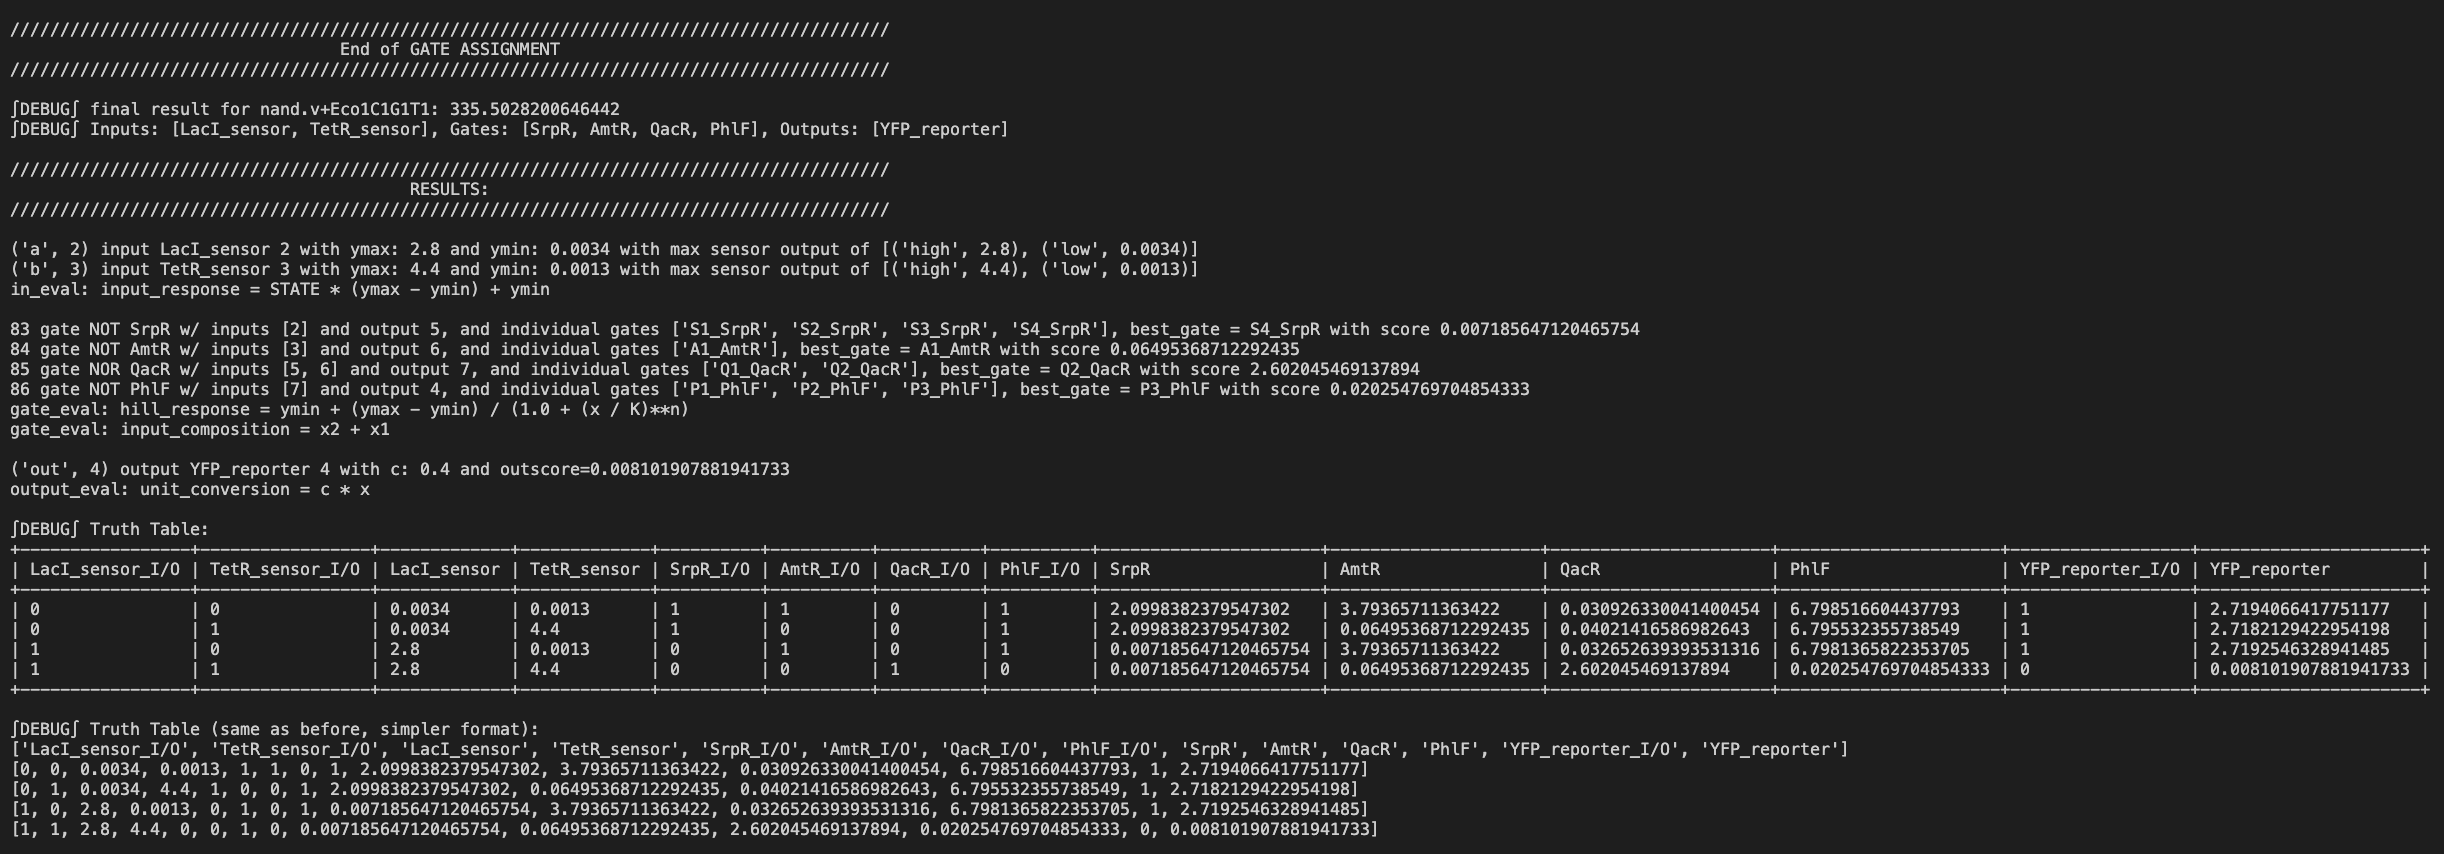 ////////////////////////////////////////////////////////////////////////////////////////
End of GATE ASSIGNMENT
////////////////////////////////////////////////////////////////////////////////////////
∫DEBUG∫ final result for nand.v+Eco1C1G1T1: 335.5028200646442
∫DEBUG∫ Inputs: [LacI_sensor, TetR_sensor], Gates: [SrpR, AmtR, QacR, PhlF], Outputs: [YFP_reporter]
////////////////////////////////////////////////////////////////////////////////////////
RESULTS:
////////////////////////////////////////////////////////////////////////////////////////
('a', 2) input LacI_sensor 2 with ymax: 2.8 and ymin: 0.0034 with max sensor output of [('high', 2.8), ('low', 0.0034)]
('b', 3) input TetR_sensor 3 with ymax: 4.4 and ymin: 0.0013 with max sensor output of [('high', 4.4), ('low', 0.0013)]
in_eval: input_response = STATE * (ymax - ymin) + ymin
83 gate NOT SrpR w/ inputs [2] and output 5, and individual gates ['S1_SrpR', 'S2_SrpR', 'S3_SrpR', 'S4_SrpR'], best_gate = S4_SrpR with score 0.007185647120465754
84 gate NOT AmtR w/ inputs [3] and output 6, and individual gates ['A1_AmtR'], best_gate = A1_AmtR with score 0.06495368712292435
85 gate NOR QacR w/ inputs [5, 6] and output 7, and individual gates ['Q1_QacR', 'Q2_QacR'], best_gate = Q2_QacR with score 2.602045469137894
86 gate NOT PhlF w/ inputs [7] and output 4, and individual gates ['P1_PhlF', 'P2_PhlF', 'P3_PhlF'], best_gate = P3_PhlF with score 0.020254769704854333
gate_eval: hill_response = ymin + (ymax - ymin) / (1.0 + (x / K)**n)
gate_eval: input_composition = x2 + x1
('out', 4) output YFP_reporter 4 with c: 0.4 and outscore=0.008101907881941733
output_eval: unit_conversion = c * x
∫DEBUG∫ Truth Table:
| LacI_sensor_I/O | TetR_sensor_I/O | LacI_sensor | TetR_sensor | SrpR_I/O | AmtR_I/O | QacR_I/O | PhlF_I/O | SrpR | AmtR | QacR | PhlF | YFP_reporter_I/O | YFP_reporter |
| 0 | 0 | 0.0034 | 0.0013 | 1 | 1 | 0 | 1 | 2.0998382379547302 | 3.79365711363422 | 0.030926330041400454 | 6.798516604437793 | 1 | 2.7194066417751177 |
| 0 | 1 | 0.0034 | 4.4 | 1 | 0 | 0 | 1 | 2.0998382379547302 | 0.06495368712292435 | 0.04021416586982643 | 6.795532355738549 | 1 | 2.7182129422954198 |
| 1 | 0 | 2.8 | 0.0013 | 0 | 1 | 0 | 1 | 0.007185647120465754 | 3.79365711363422 | 0.032652639393531316 | 6.7981365822353705 | 1 | 2.7192546328941485 |
| 1 | 1 | 2.8 | 4.4 | 0 | 0 | 1 | 0 | 0.007185647120465754 | 0.06495368712292435 | 2.602045469137894 | 0.020254769704854333 | 0 | 0.008101907881941733 |
∫DEBUG∫ Truth Table (same as before, simpler format):
['LacI_sensor_I/O', 'TetR_sensor_I/O', 'LacI_sensor', 'TetR_sensor', 'SrpR_I/O', 'AmtR_I/O', 'QacR_I/O', 'PhlF_I/O', 'SrpR', 'AmtR', 'QacR', 'PhlF', 'YFP_reporter_I/O', 'YFP_reporter']
[0, 0, 0.0034, 0.0013, 1, 1, 0, 1, 2.0998382379547302, 3.79365711363422, 0.030926330041400454, 6.798516604437793, 1, 2.7194066417751177]
[0, 1, 0.0034, 4.4, 1, 0, 0, 1, 2.0998382379547302, 0.06495368712292435, 0.04021416586982643, 6.795532355738549, 1, 2.7182129422954198]
[1, 0, 2.8, 0.0013, 0, 1, 0, 1, 0.007185647120465754, 3.79365711363422, 0.032652639393531316, 6.7981365822353705, 1, 2.7192546328941485]
[1, 1, 2.8, 4.4, 0, 0, 1, 0, 0.007185647120465754, 0.06495368712292435, 2.602045469137894, 0.020254769704854333, 0, 0.008101907881941733]